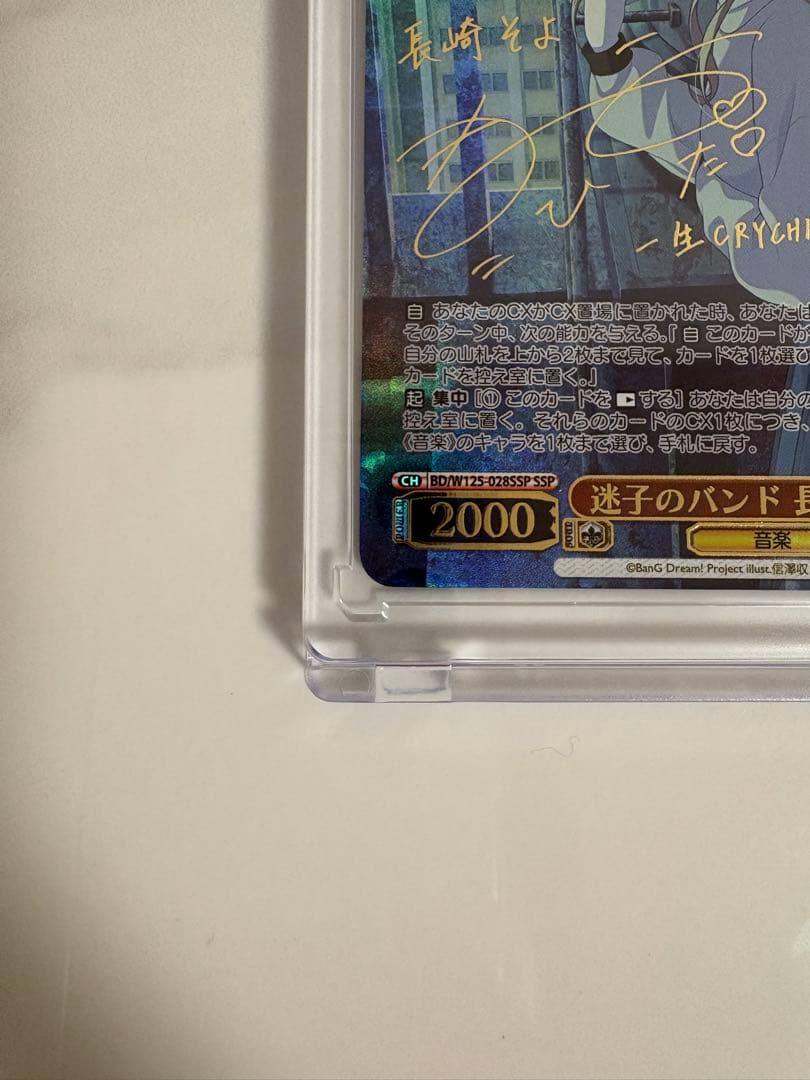 長崎そよ
一生CRYCHI
自 あなたのCXがCX置場に置かれた時、あなたは
そのターン中、次の能力を与える。『 自 このカードが
自分の山札を上から2枚まで見て、カードを1枚選び
カードを控え室に置く。』
起 集中 [① このカードを する] あなたは自分の
控え室に置く。それらのカードのCX1枚につき、
《音楽》のキャラを1枚まで選び、手札に戻す。
CH BD/W125-028SSP SSP
POWER 2000
迷子のバンド 長
音楽
©BanG Dream! Project illust.信澤収